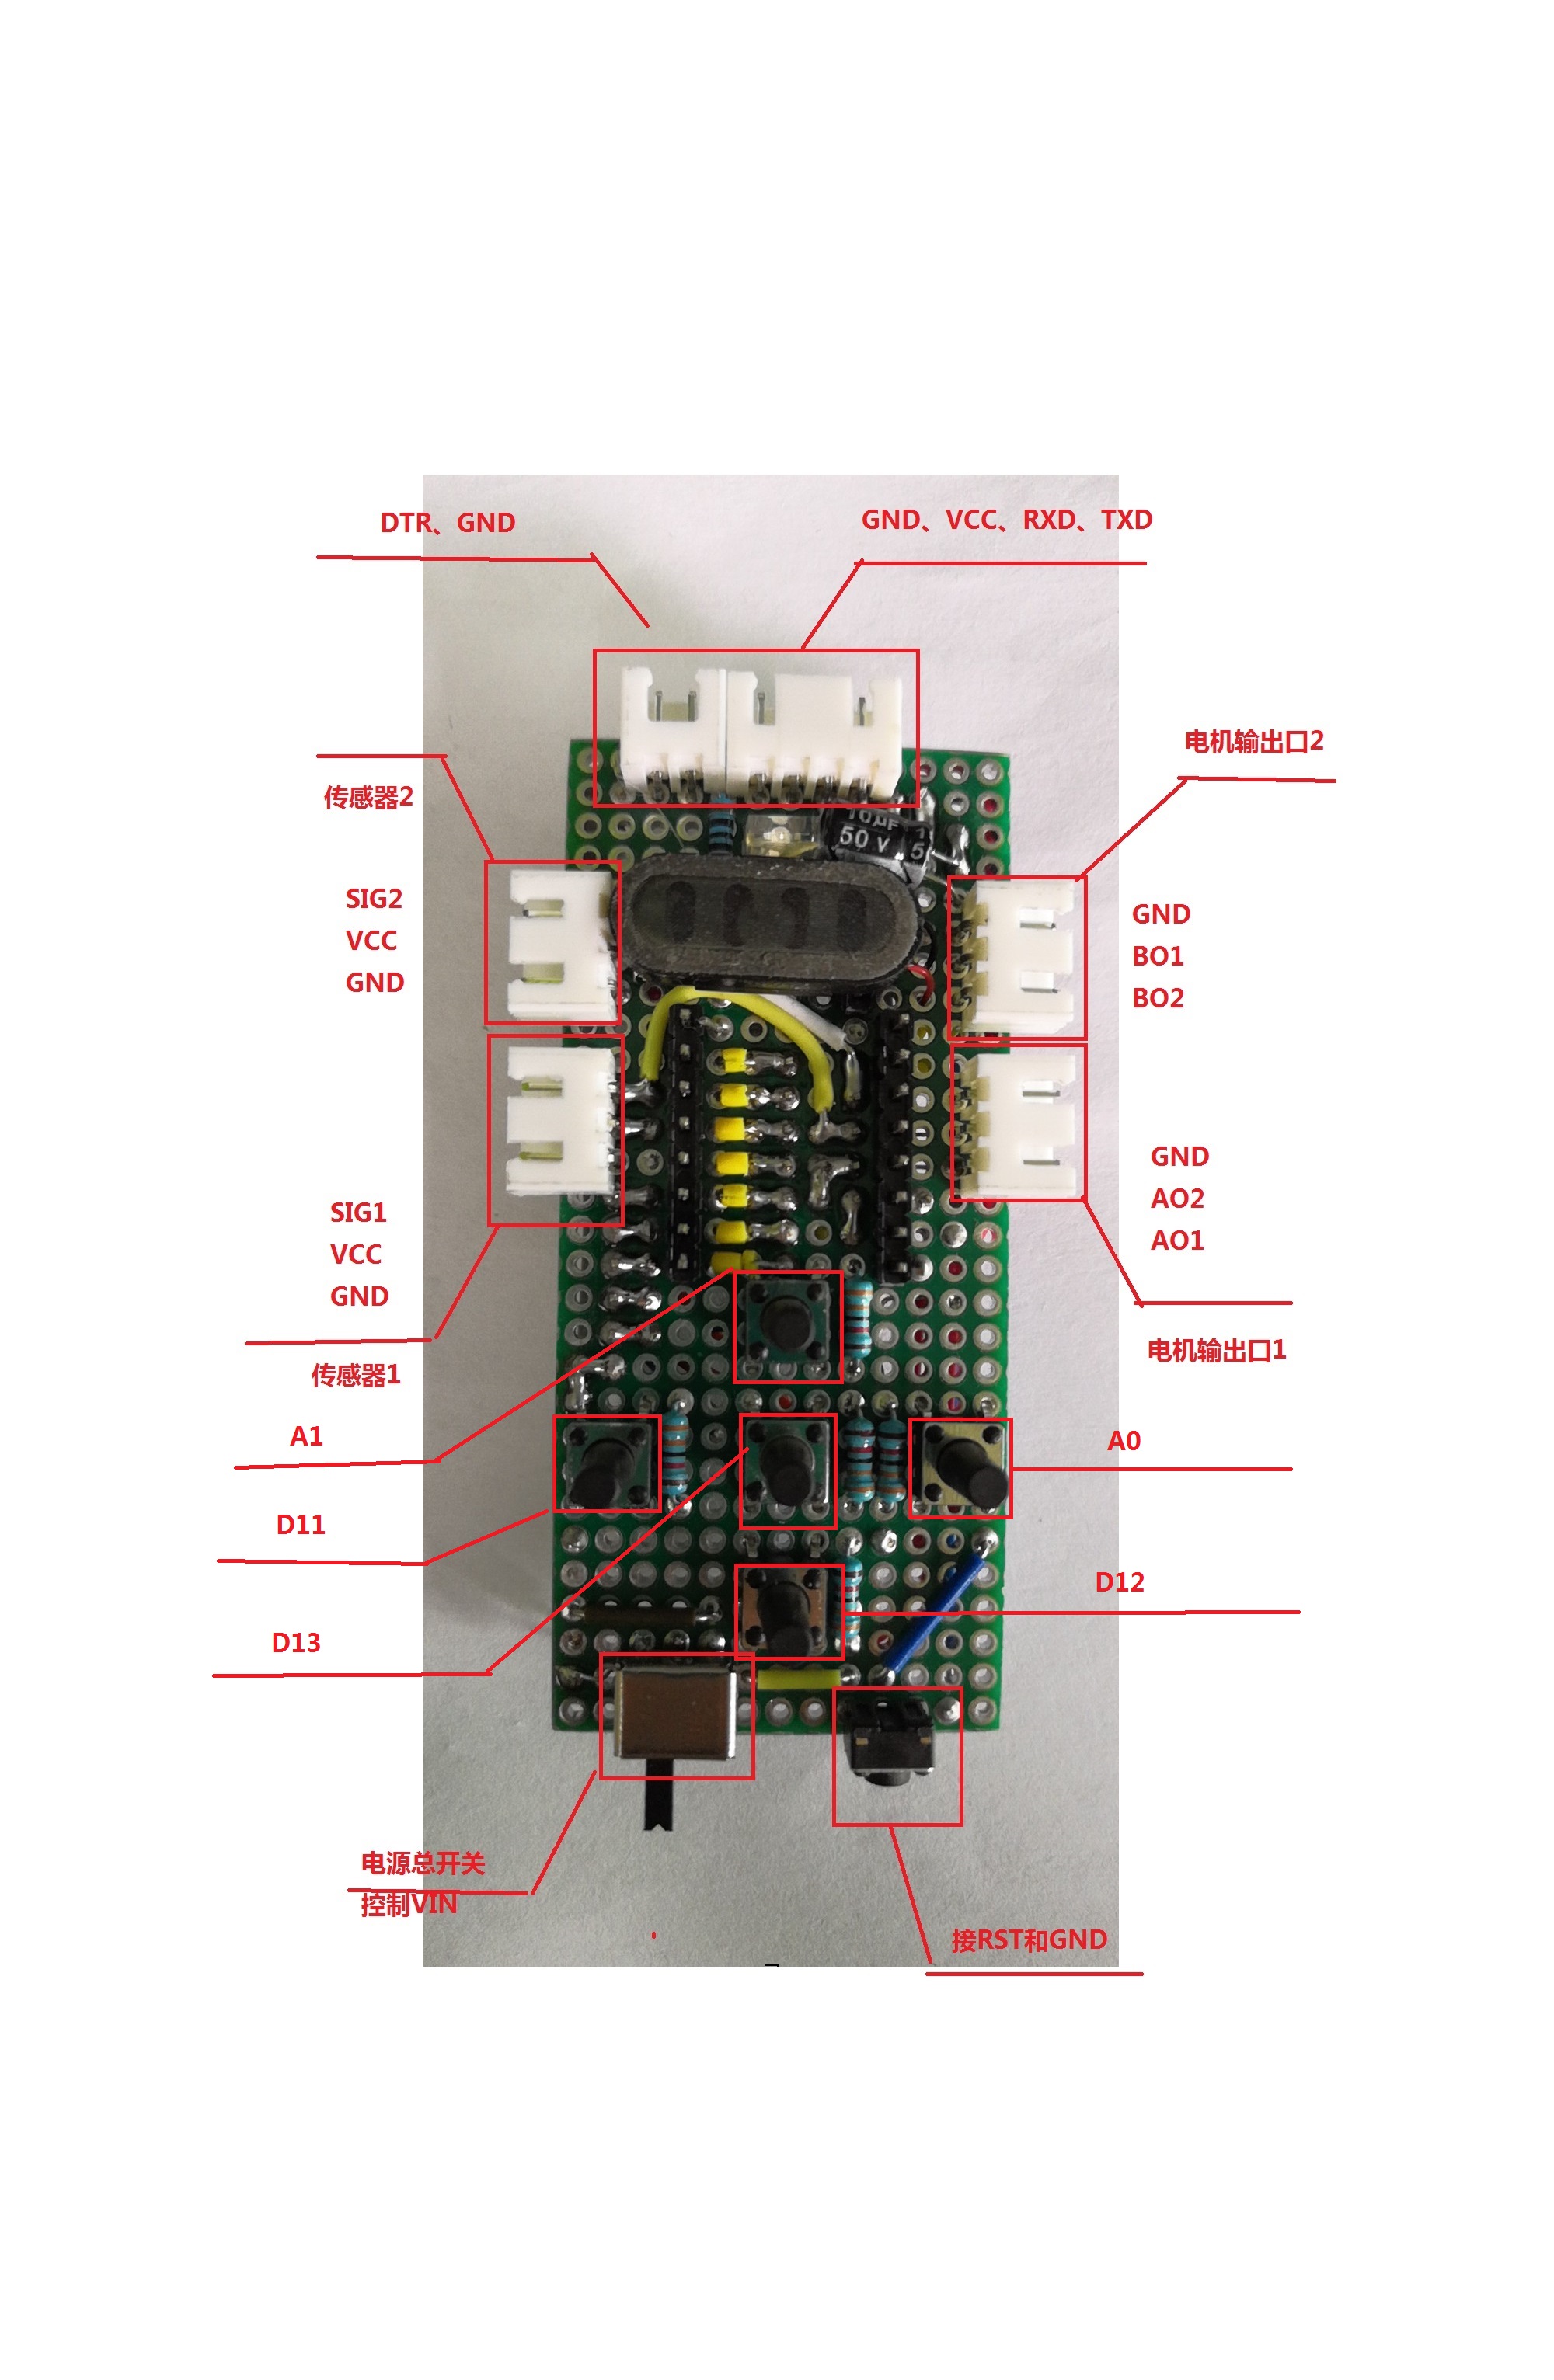 DTR、GND
GND、VCC、RXD、TXD
电机输出口2
传感器2
10µF
50 V
5
SIG2
VCC
GND
GND
BO1
BO2
GND
AO2
AO1
SIG1
VCC
GND
电机输出口1
传感器1
A1
A0
D11
D12
D13
电源总开关
控制VIN
接RST和GND